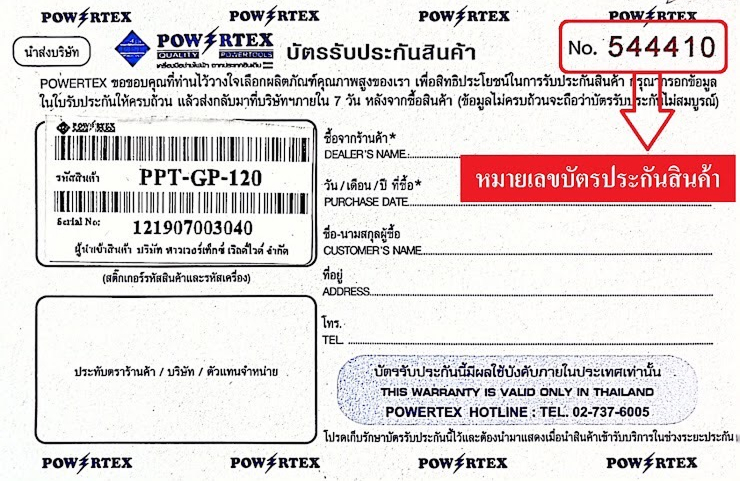 POWERTEX POWERTEX POWERTEX POWERTEX
นำส่งบริษัท
POWERTEX
QUALITY POWERTOOLS
บัตรรับประกันสินค้า
No. 544410
POWERTEX ขอขอบคุณที่ท่านไว้วางใจเลือกผลิตภัณฑ์คุณภาพสูงของเรา เพื่อสิทธิประโยชน์ในการรับประกันสินค้า กรุณากรอกข้อมูล
ในใบรับประกันให้ครบถ้วน แล้วส่งกลับมาที่บริษัทฯภายใน 7 วัน หลังจากซื้อสินค้า (ข้อมูลไม่ครบถ้วนจะถือว่าบัตรรับประกันไม่สมบูรณ์)
POWERTEX
รหัสสินค้า PPT-GP-120
Serial No: 121907003040
ผู้นำเข้าสินค้า บริษัท พาวเวอร์เท็กซ์ เวิลด์ไวด์ จำกัด
(สติ๊กเกอร์รหัสสินค้าและรหัสเครื่อง)
ประทับตราร้านค้า / บริษัท / ตัวแทนจำหน่าย
ซื้อจากร้านค้า*
DEALER'S NAME
หมายเลขบัตรประกันสินค้า
วัน / เดือน / ปี ที่ซื้อ*
PURCHASE DATE
ชื่อ-นามสกุลผู้ซื้อ
CUSTOMER'S NAME
ที่อยู่
ADDRESS
โทร.
TEL
บัตรรับประกันนี้มีผลใช้บังคับภายในประเทศเท่านั้น
THIS WARRANTY IS VALID ONLY IN THAILAND
POWERTEX HOTLINE : TEL. 02-737-6005
โปรดเก็บรักษาบัตรรับประกันนี้ไว้และต้องนำมาแสดงเมื่อนำสินค้าเข้ารับบริการในช่วงระยะประกัน
POWERTEX POWERTEX POWERTEX POWERTEX